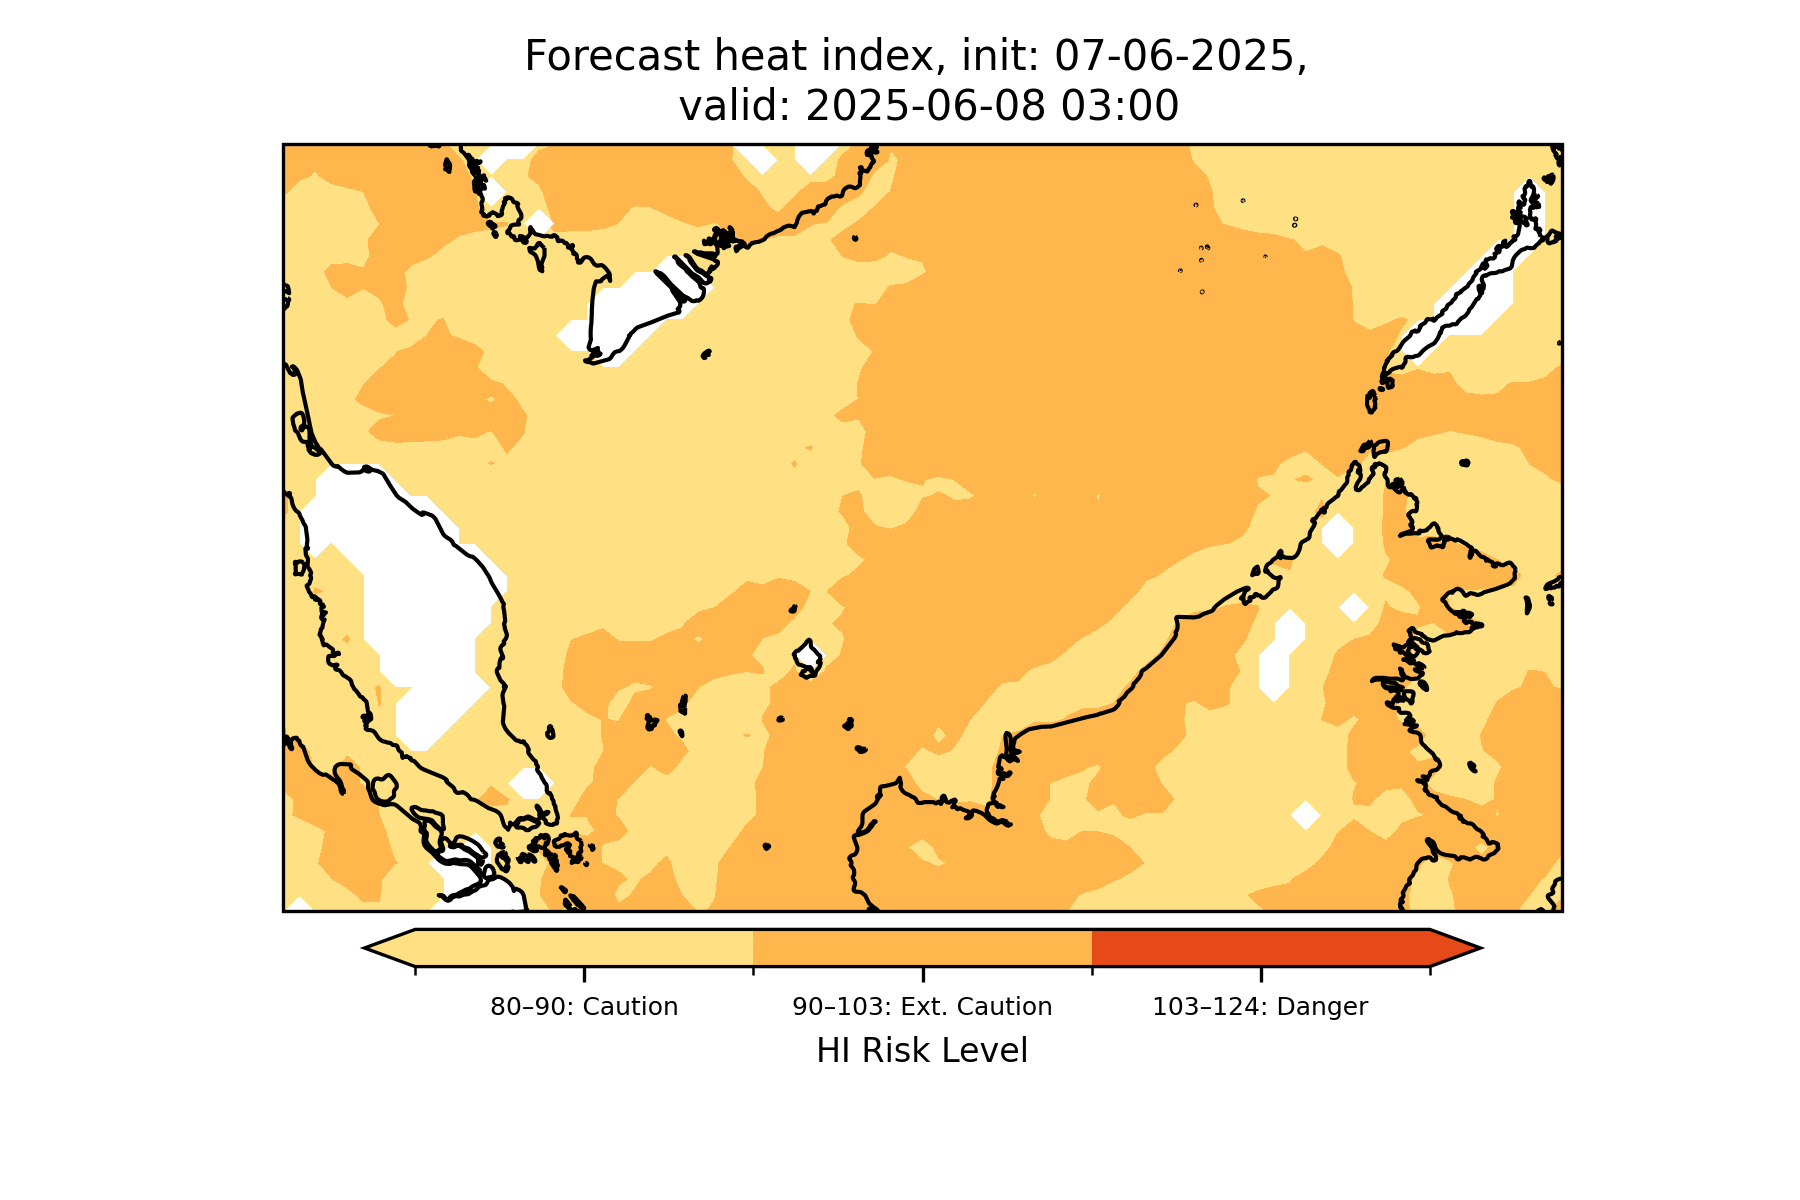 Forecast heat index, init: 07-06-2025,
valid: 2025-06-08 03:00
80–90: Caution
90–103: Ext. Caution
103–124: Danger
HI Risk Level